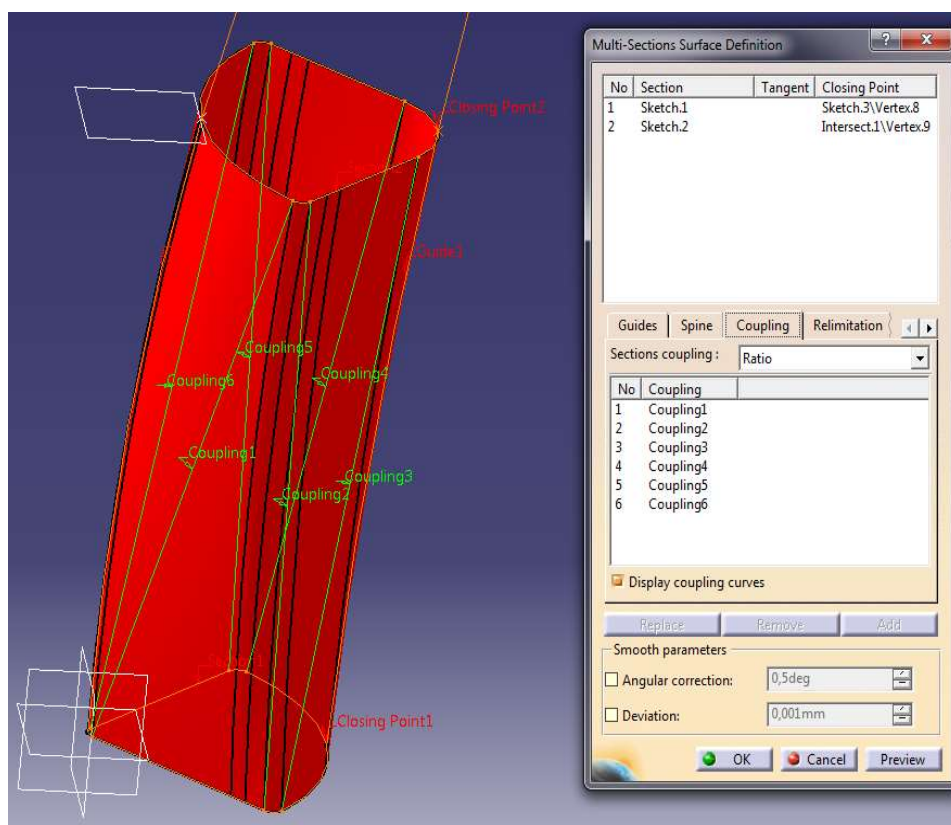 Multi-Sections Surface Definition
No Section Tangent Closing Point
1 Sketch.1 Sketch.3\Vertex.8
2 Sketch.2 Intersect.1\Vertex.9
Guides Spine Coupling Relimitation
Sections coupling : Ratio
No Coupling
1 Coupling1
2 Coupling2
3 Coupling3
4 Coupling4
5 Coupling5
6 Coupling6
Display coupling curves
Replace Remove Add
Smooth parameters
Angular correction: 0,5deg
Deviation: 0,001mm
OK Cancel Preview
Closing Point2
Coupling5
Coupling6
Coupling4
Coupling1
Coupling3
Coupling2
Closing Point1